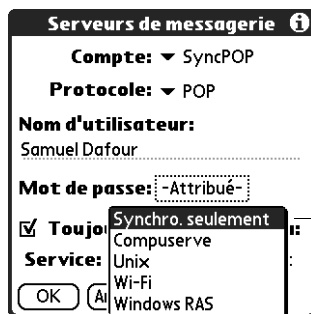 Serveurs de messagerie
Compte: SyncPOP
Protocole: POP
Nom d'utilisateur:
Samuel Dafour
Mot de passe: -Attribué-
Synchro. seulement
Compuserve
Service: Unix
Wi-Fi
OK Windows RAS